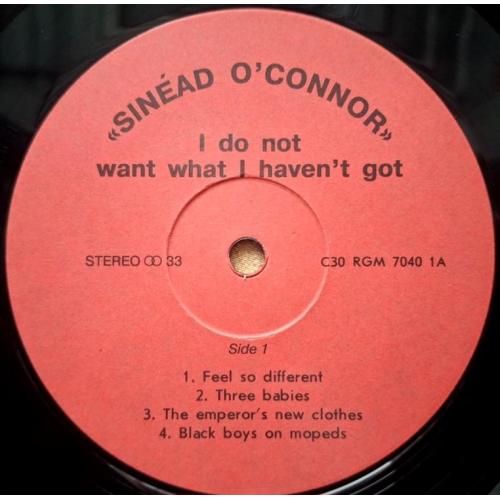 «SINÉAD O'CONNOR»
I do not
want what I haven't got
STEREO Ꝏ 33
C30 RGM 7040 1A
Side 1
1. Feel so different
2. Three babies
3. The emperor's new clothes
4. Black boys on mopeds